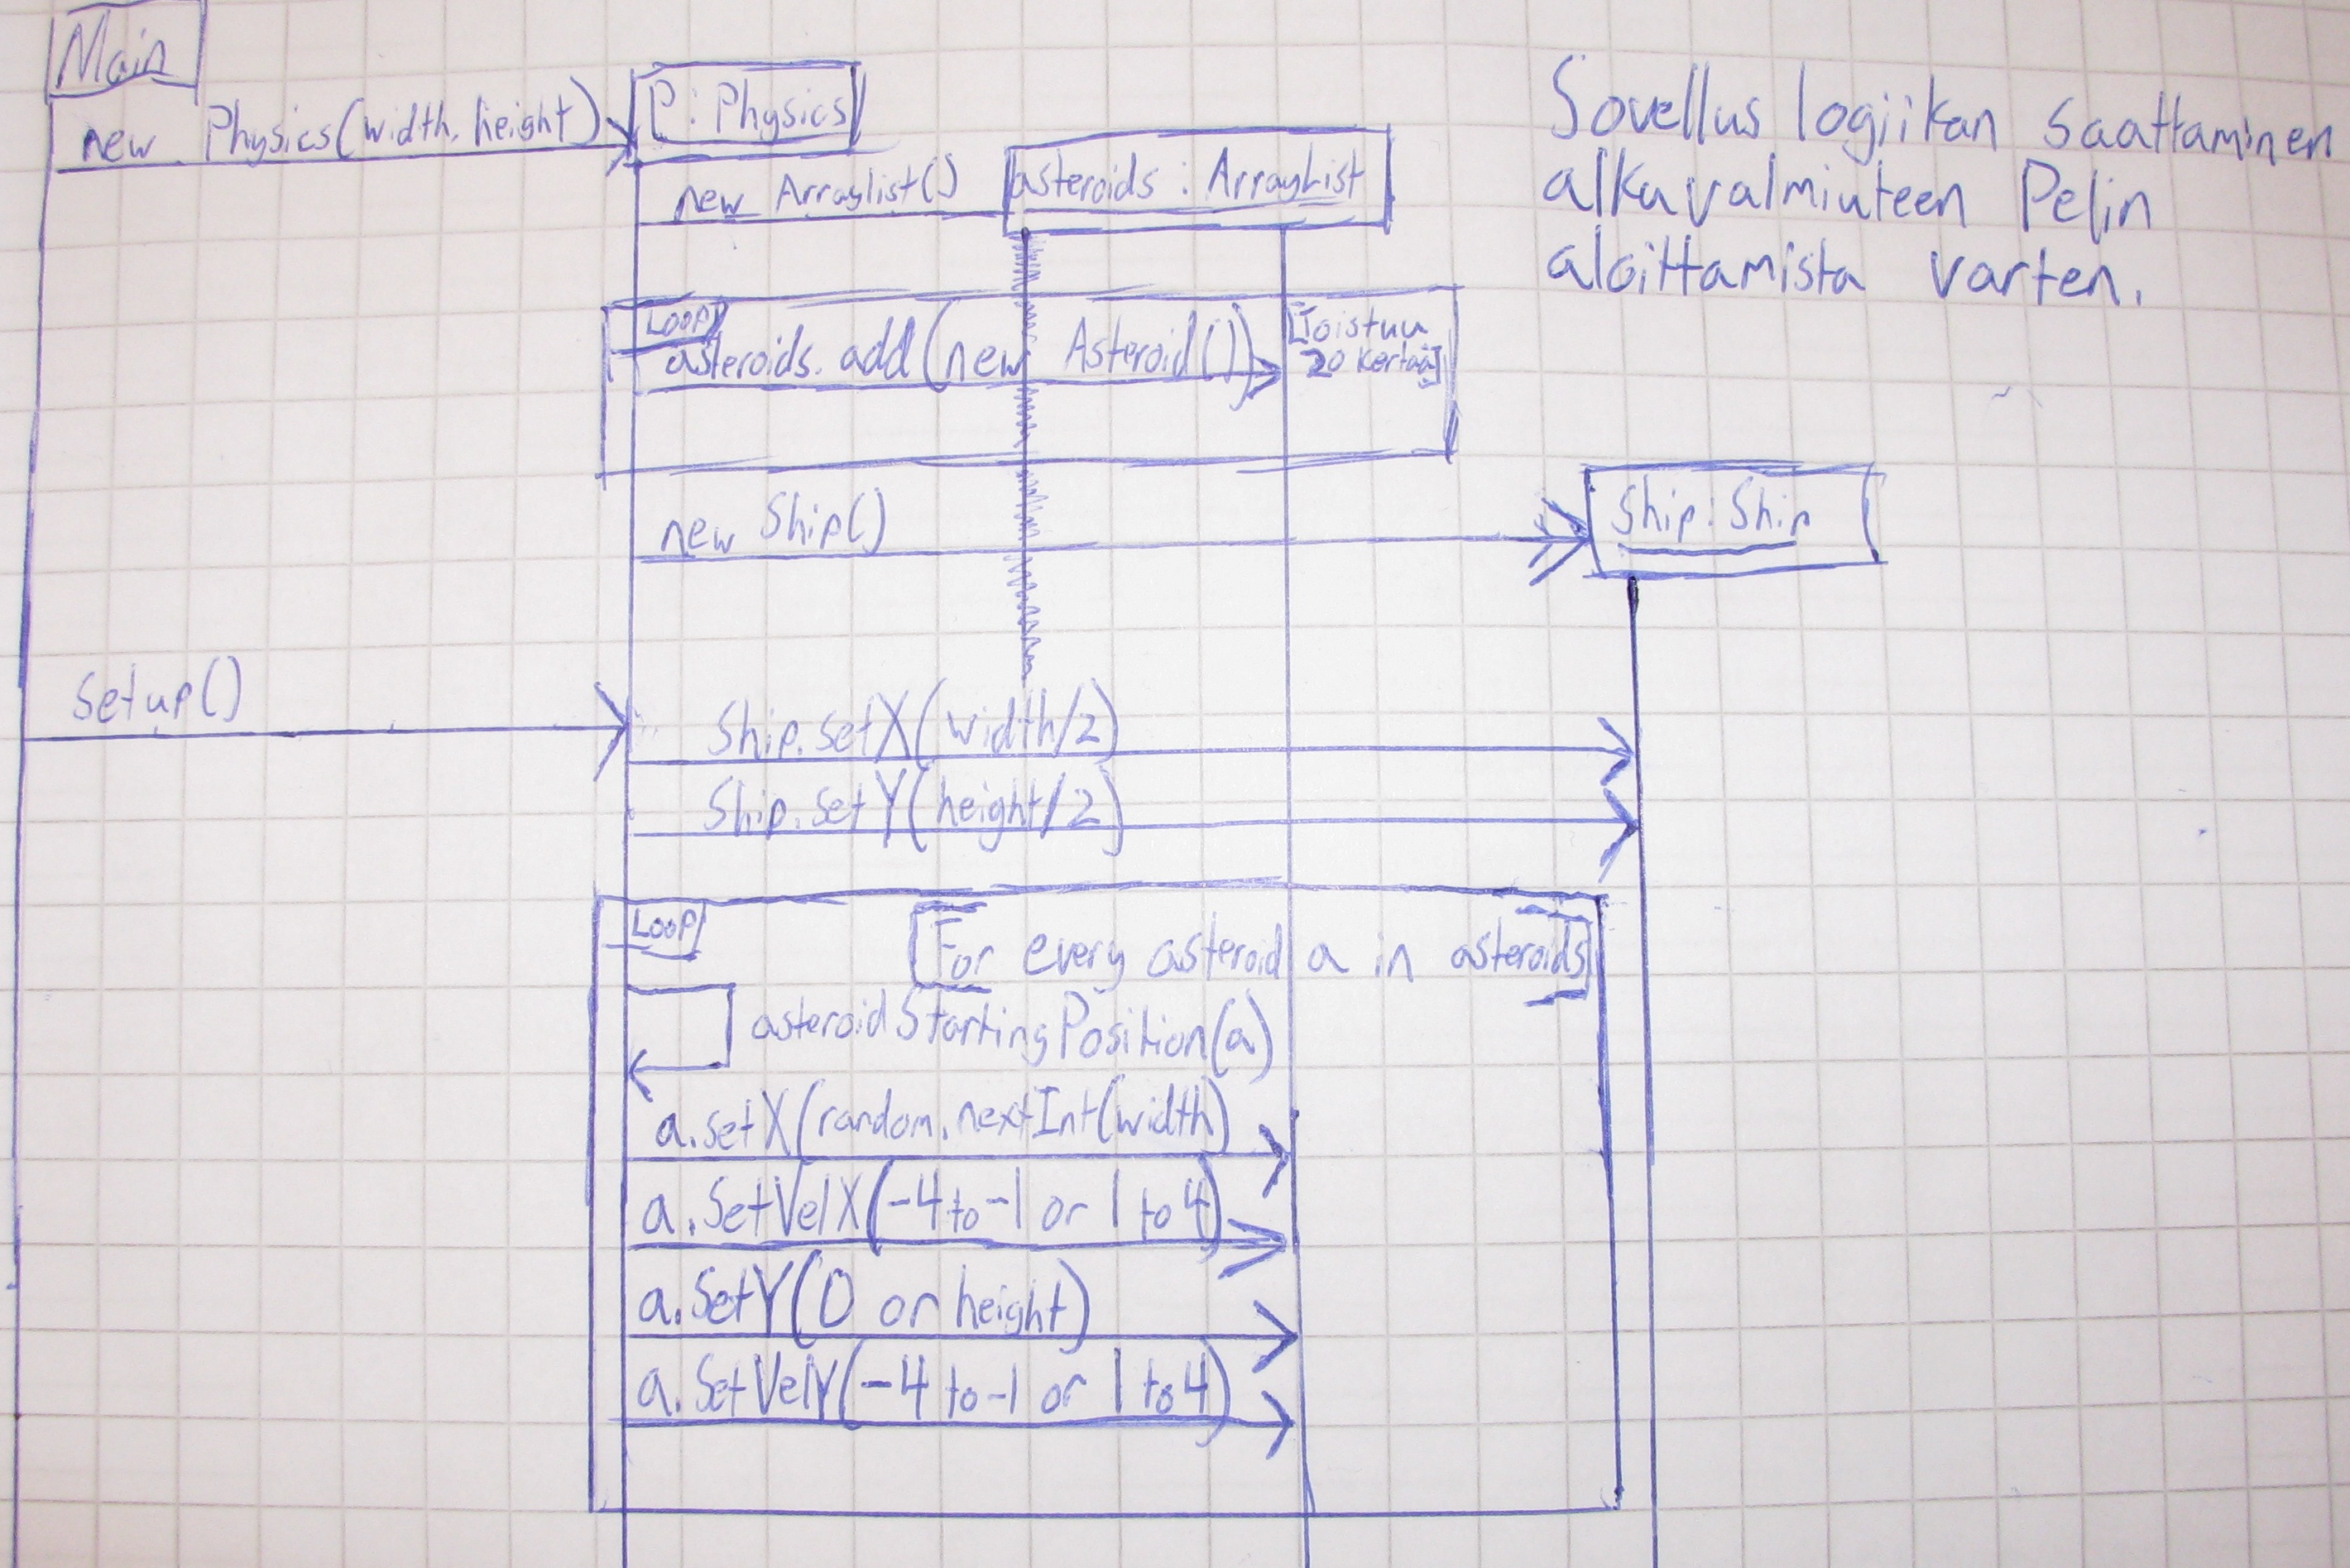 Main
new Physics(width, height)
P: Physics
new Arraylist()
asteroids: ArrayList
Sovellus logiikan saattaminen
alkuvalmiuteen Pelin
aloittamista varten.
Loop
asteroids.add(new Asteroid())
[Toistuu
20 kertaa]
new Ship()
Ship: Ship
setup()
Ship.setX(width/2)
Ship.setY(height/2)
Loop
[For every asteroid a in asteroids]
asteroidStartingPosition(a)
a.setX(random.nextInt(width)
a.SetVelX(-4 to -1 or 1 to 4)
a.SetY(0 or height)
a.SetVelY(-4 to -1 or 1 to 4)